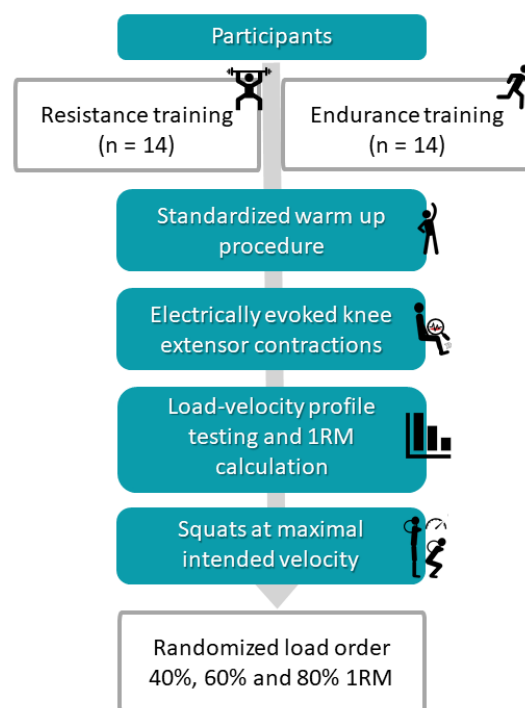 Participants
Resistance training
(n = 14)
Endurance training
(n = 14)
Standardized warm up
procedure
Electrically evoked knee
extensor contractions
Load-velocity profile
testing and 1RM
calculation
Squats at maximal
intended velocity
Randomized load order
40%, 60% and 80% 1RM